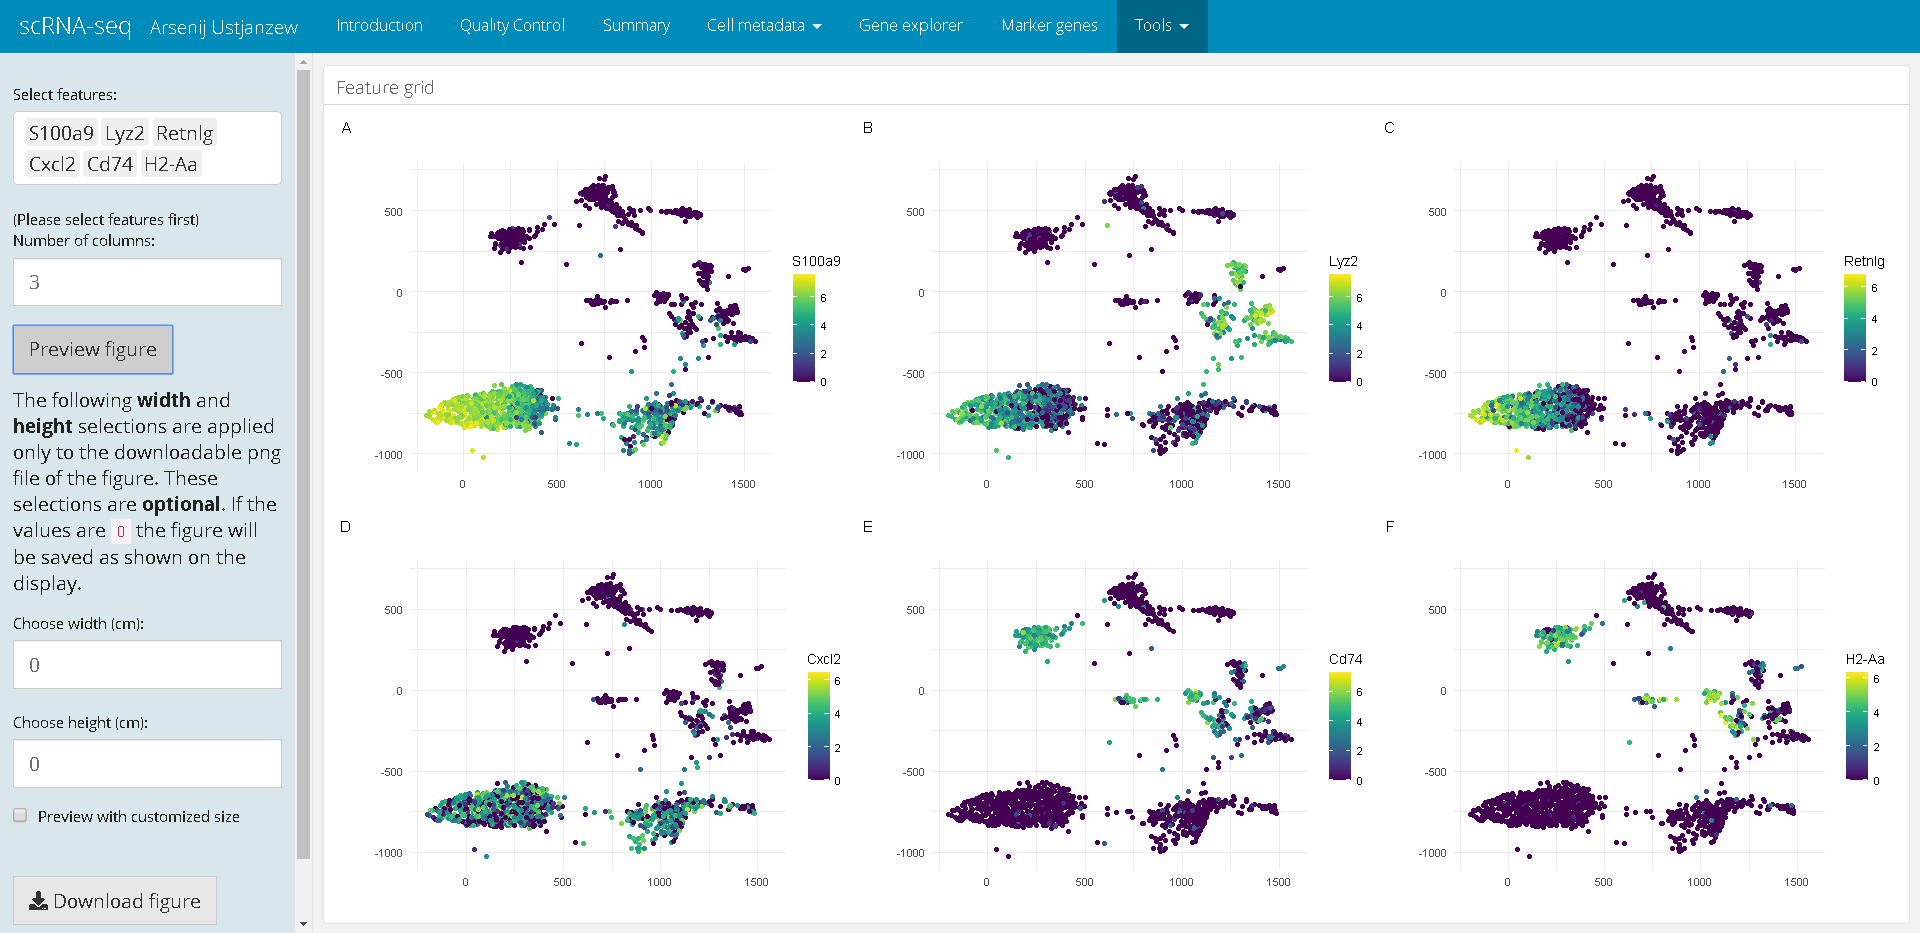 scRNA-seq Arsenij Ustjanzew Introduction Quality Control Summary Cell metadata Gene explorer Marker genes Tools
Select features:
S100a9 Lyz2 Retnlg
Cxcl2 Cd74 H2-Aa
(Please select features first)
Number of columns:
3
Preview figure
The following width and
height selections are applied
only to the downloadable png
file of the figure. These
selections are optional. If the
values are 0 the figure will
be saved as shown on the
display.
Choose width (cm):
0
Choose height (cm):
0
Preview with customized size
Download figure
Feature grid
A
500
0
-500
-1000
0 500 1000 1500
S100a9
6
4
2
0
B
500
0
-500
-1000
0 500 1000 1500
Lyz2
6
4
2
0
C
500
0
-500
-1000
0 500 1000 1500
Retnlg
6
4
2
0
D
500
0
-500
-1000
0 500 1000 1500
Cxcl2
6
4
2
0
E
500
0
-500
-1000
0 500 1000 1500
Cd74
6
4
2
0
F
500
0
-500
-1000
0 500 1000 1500
H2-Aa
6
4
2
0